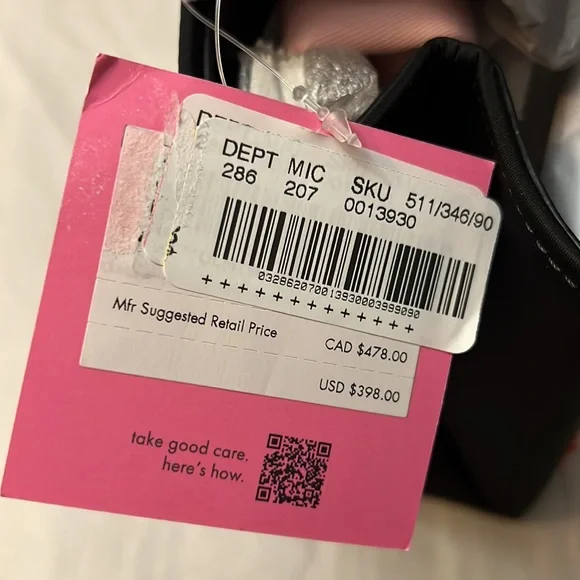 DEPT MIC SKU 511/346/90
286 207 0013930
032862070013930003999090
+ + + + + + + + + + + +
Mfr Suggested Retail Price
CAD $478.00
USD $398.00
take good care.
here's how.